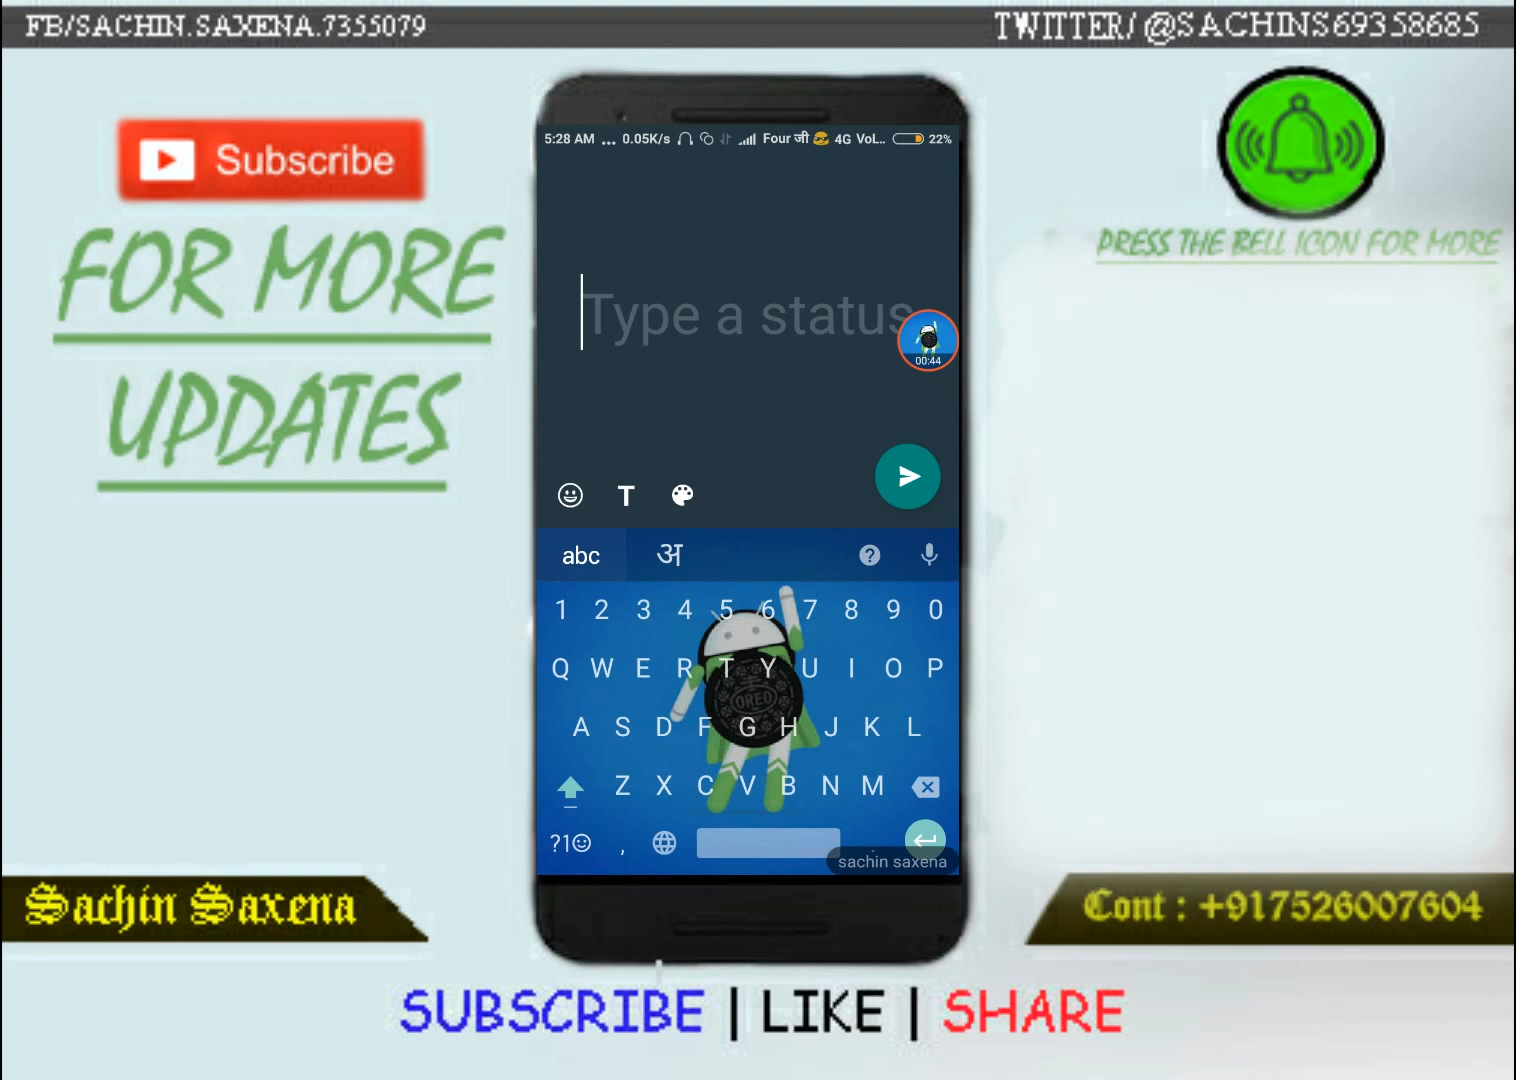 FB/SACHIN.SAXENA.7355079
TWITTER/ @SACHINS69358685
Subscribe
FOR MORE
UPDATES
PRESS THE BELL ICON FOR MORE
5:28 AM ... 0.05K/s Four जी 4G VoL.. 22%
Type a status
00:44
T
abc अ ?
1 2 3 4 5 6 7 8 9 0
Q W E R T Y U I O P
OREO
A S D F G H J K L
Z X C V B N M
?1☺ , .
sachin saxena
Sachin Saxena
Cont : +917526007604
SUBSCRIBE | LIKE | SHARE